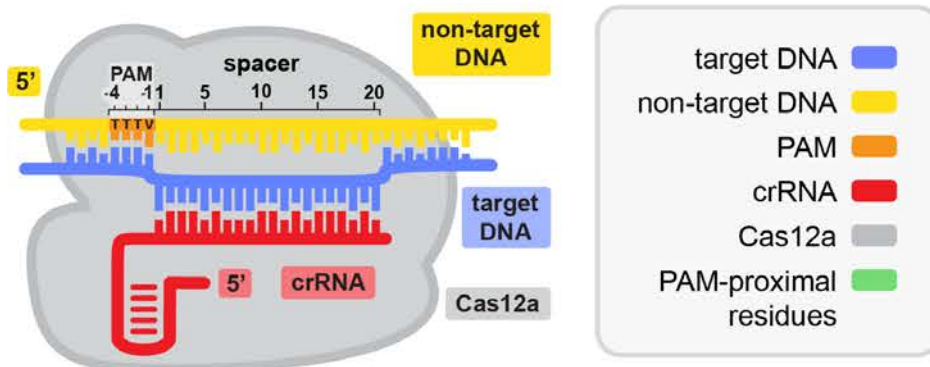 non-target
DNA
5'
PAM
spacer
-4 -1 1 5 10 15 20
TTTV
target
DNA
5'
crRNA
Cas12a
target DNA
non-target DNA
PAM
crRNA
Cas12a
PAM-proximal
residues